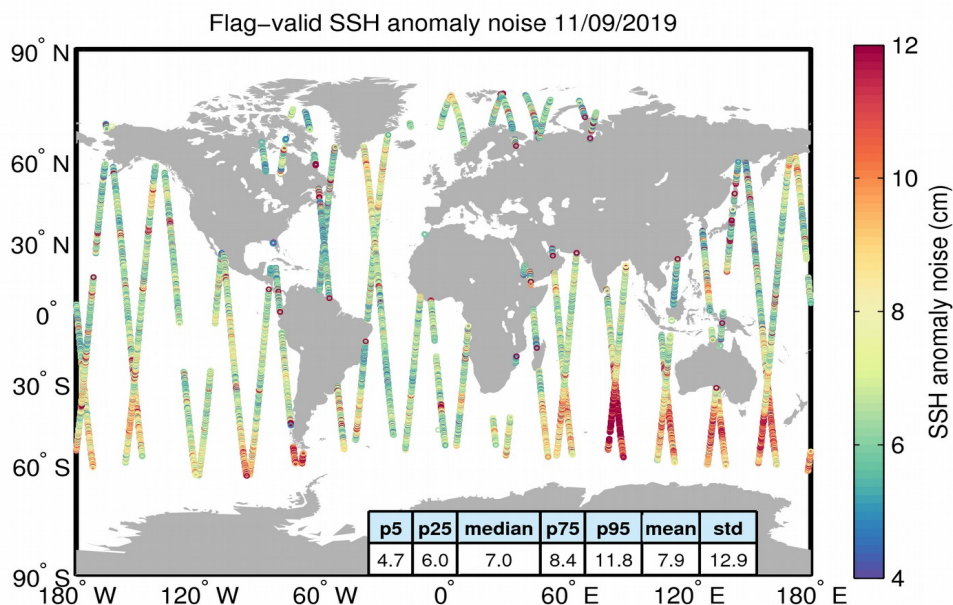 Flag−valid SSH anomaly noise 11/09/2019
90° N
60° N
30° N
0°
30° S
60° S
90° S
180° W
120° W
60° W
0°
60° E
120° E
180° E
p5 p25 median p75 p95 mean std
4.7 6.0 7.0 8.4 11.8 7.9 12.9
12
10
8
6
4
SSH anomaly noise (cm)